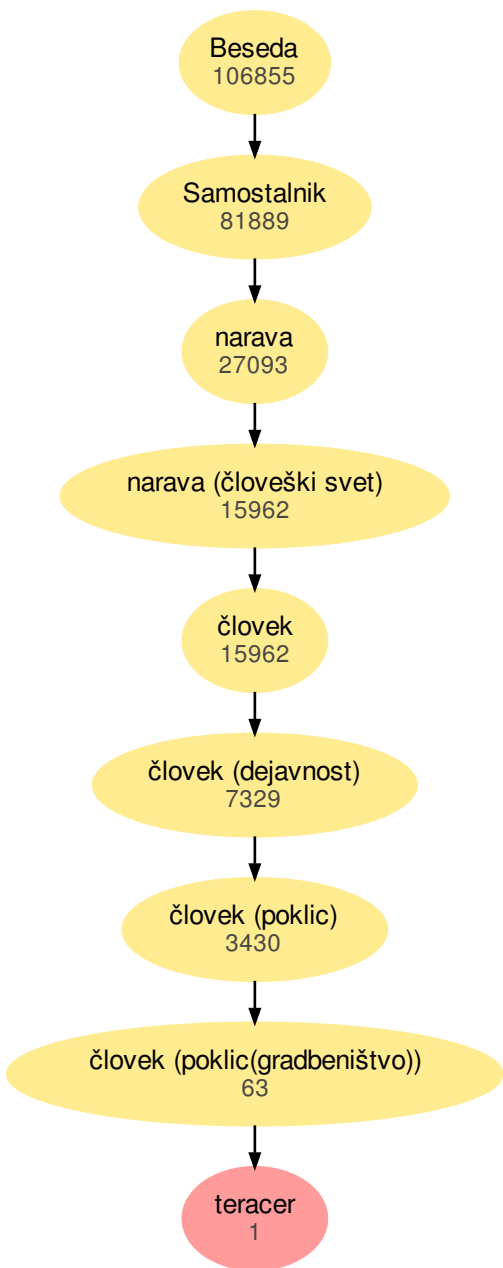 Beseda
106855
Samostalnik
81889
narava
27093
narava (človeški svet)
15962
človek
15962
človek (dejavnost)
7329
človek (poklic)
3430
človek (poklic(gradbeništvo))
63
teracer
1